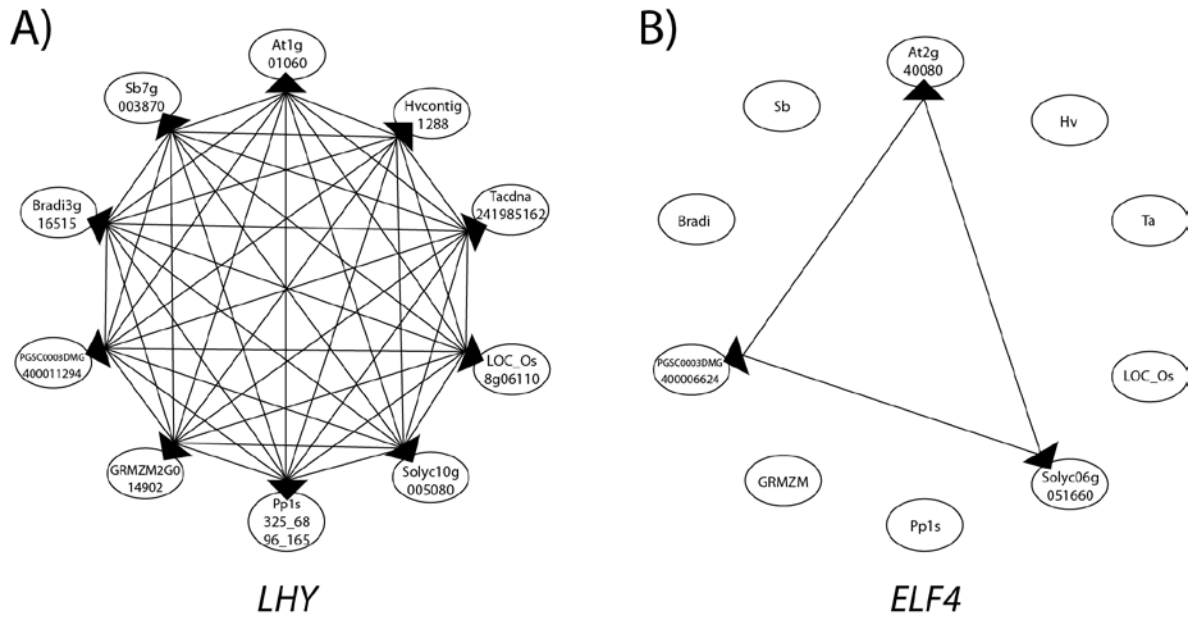 A)
At1g
01060
Sb7g
003870
Hvcontig
1288
Bradi3g
16515
Tacdna
241985162
PGSC0003DMG
400011294
LOC_Os
8g06110
GRMZM2G0
14902
Solyc10g
005080
Pp1s
325_68
96_165
LHY
B)
At2g
40080
Sb
Hv
Bradi
Ta
PGSC0003DMG
400006624
LOC_Os
GRMZM
Solyc06g
051660
Pp1s
ELF4